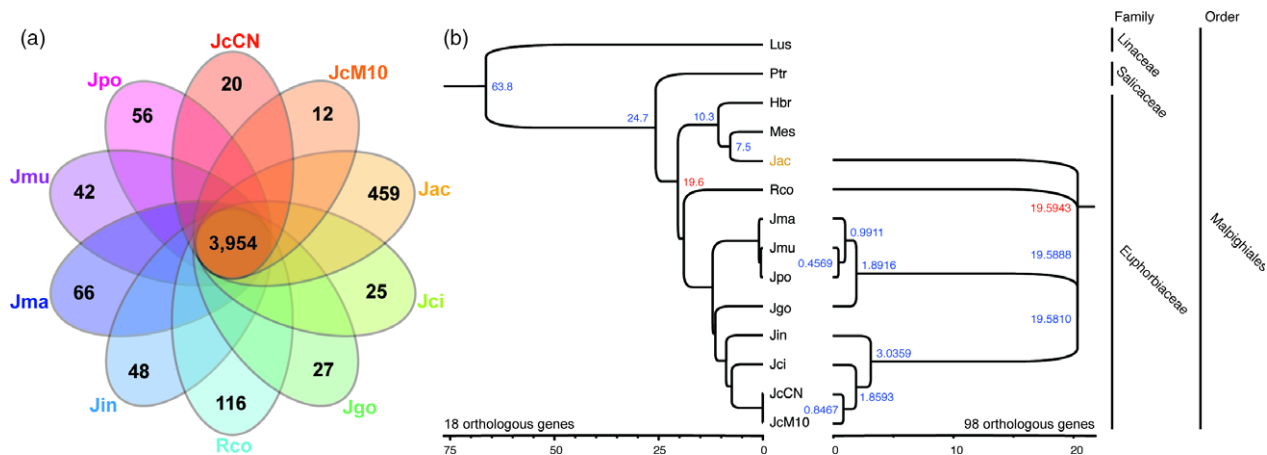 (a)
JcCN
20
JcM10
12
Jac
459
Jci
25
Jgo
27
Rco
116
Jin
48
Jma
66
Jmu
42
Jpo
56
3,954
(b)
Family
Order
Lus
Ptr
Hbr
Mes
Jac
Rco
Jma
Jmu
Jpo
Jgo
Jin
Jci
JcCN
JcM10
63.8
24.7
10.3
7.5
19.6
0.9911
0.4569
1.8916
3.0359
1.8593
0.8467
19.5943
19.5888
19.5810
Linaceae
Salicaceae
Euphorbiaceae
Malpighiales
18 orthologous genes
98 orthologous genes
75 50 25 0
0 10 20